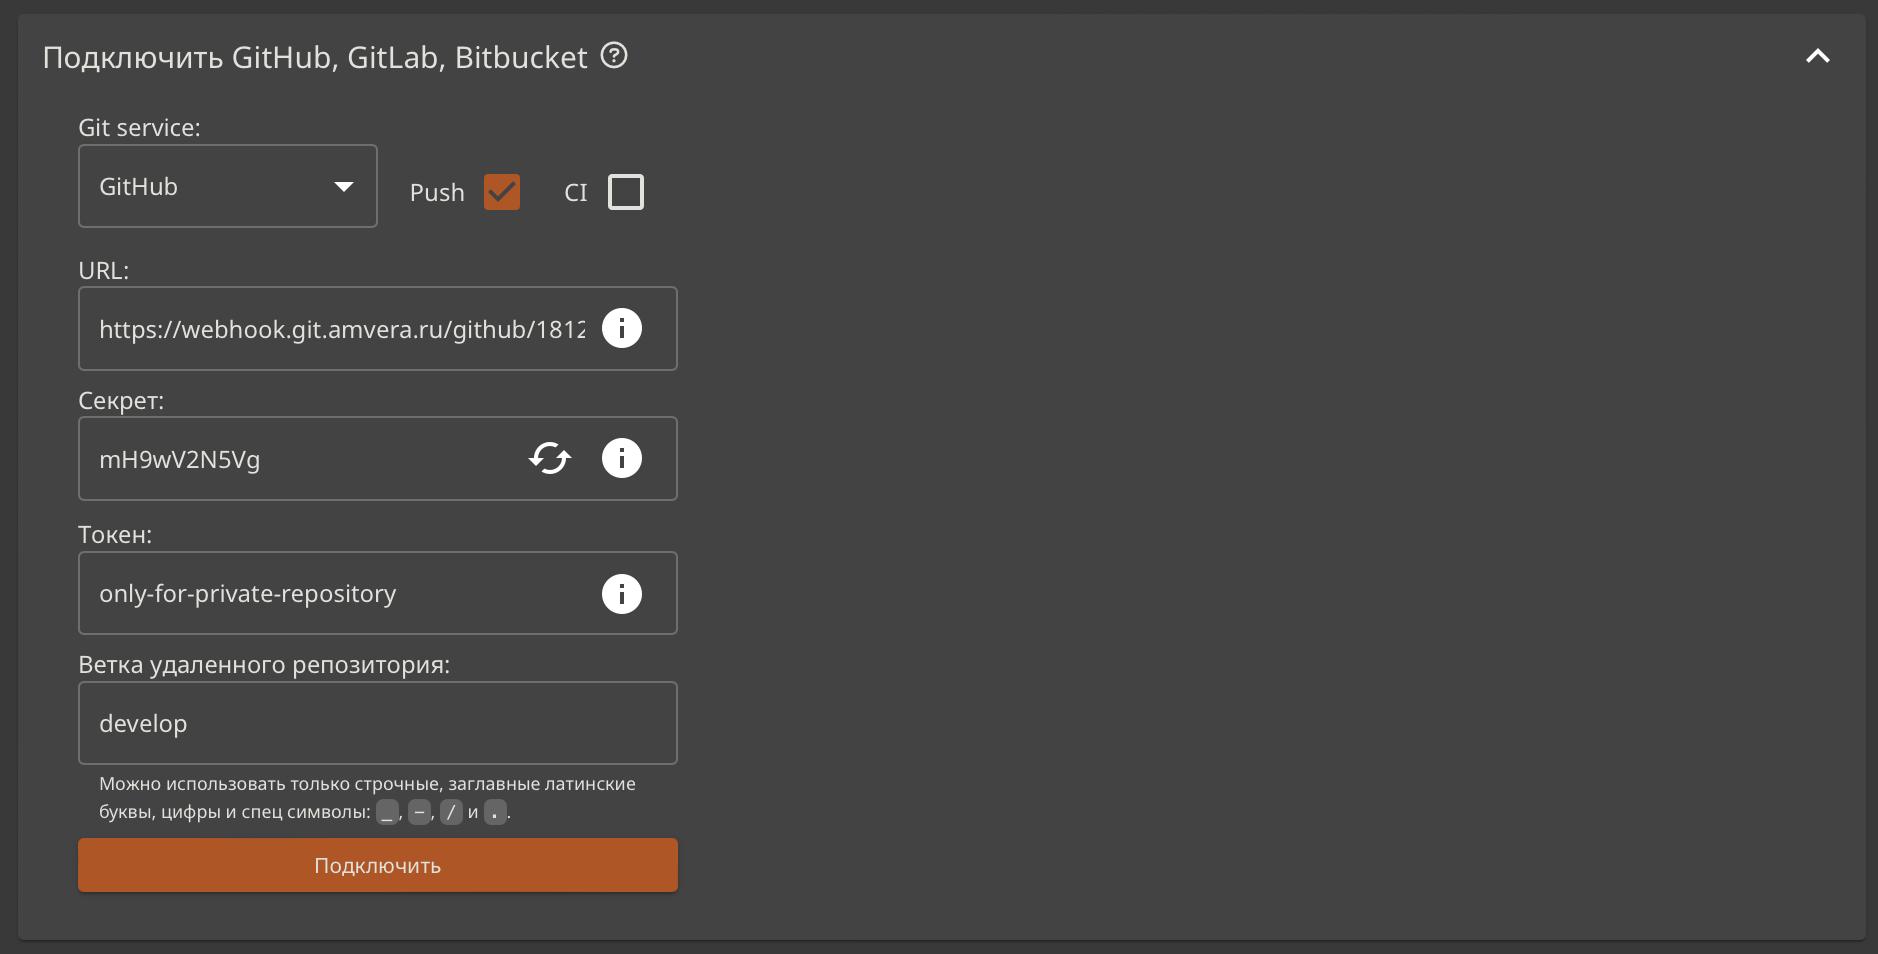 Подключить GitHub, GitLab, Bitbucket ?
Git service:
GitHub
Push
CI
URL:
https://webhook.git.amvera.ru/github/1812
Секрет:
mH9wV2N5Vg
Токен:
only-for-private-repository
Ветка удаленного репозитория:
develop
Можно использовать только строчные, заглавные латинские
буквы, цифры и спец символы: _, -, / и ..
Подключить